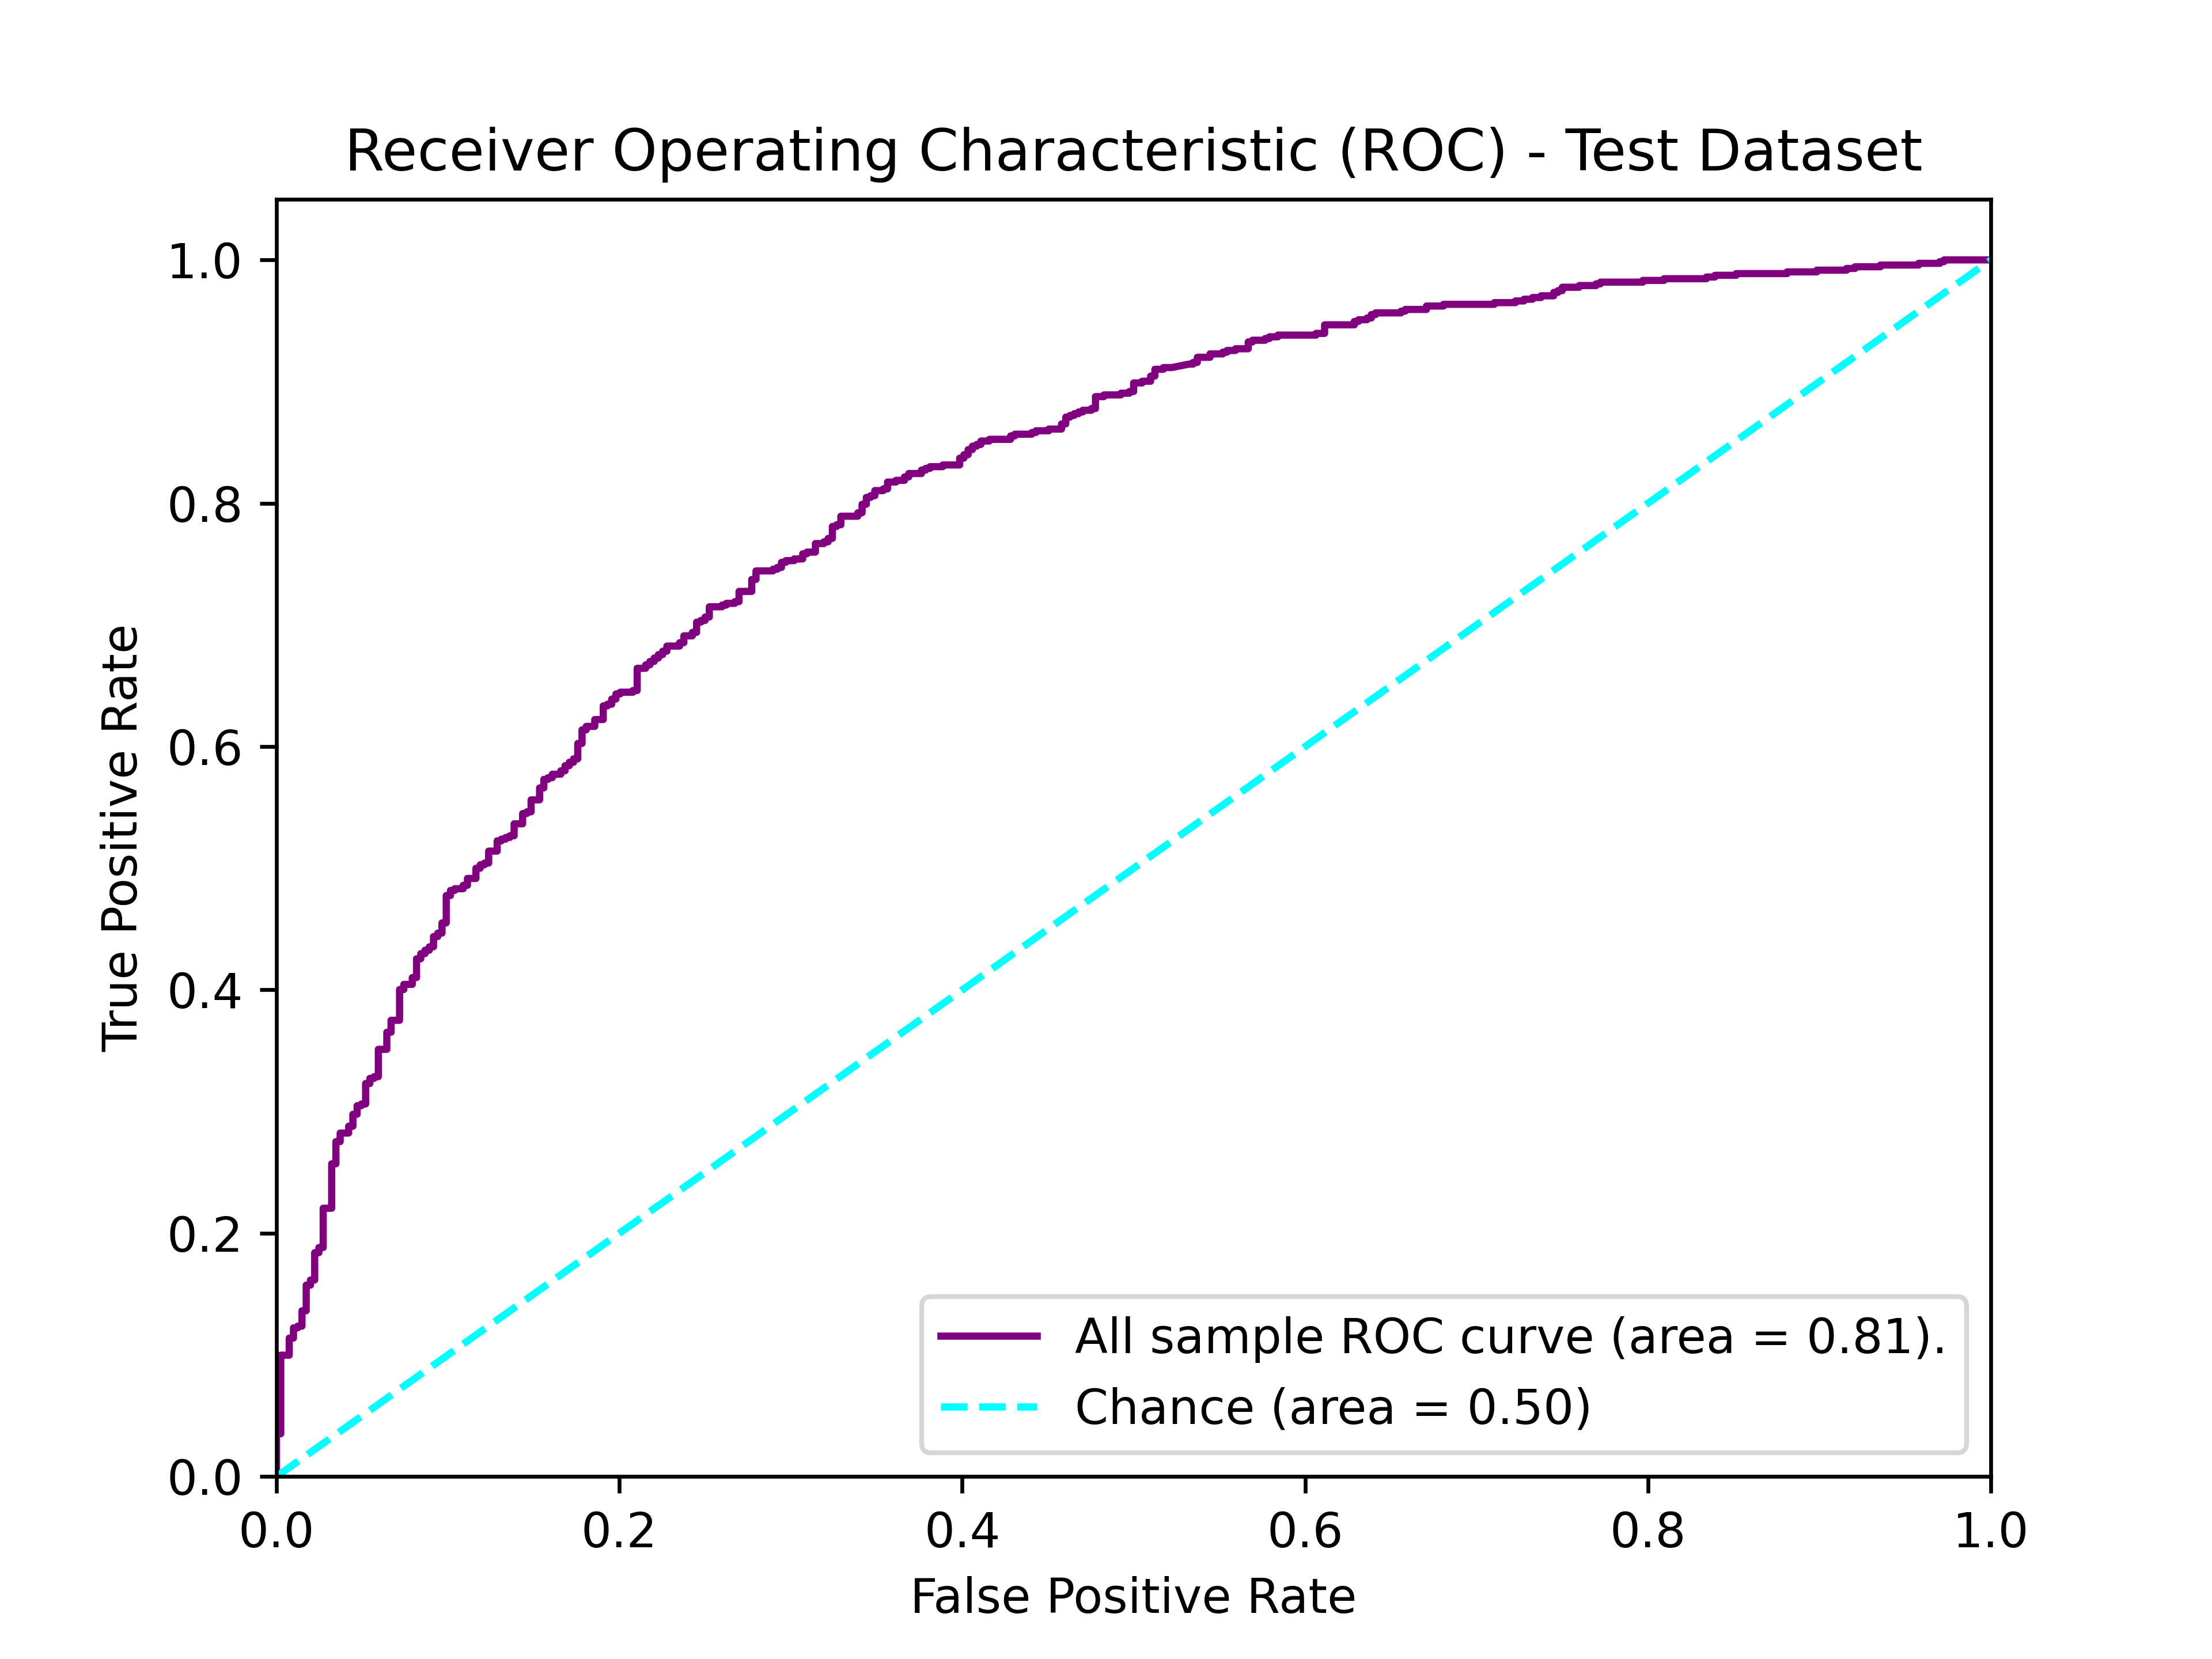 Receiver Operating Characteristic (ROC) - Test Dataset
True Positive Rate
1.0
0.8
0.6
0.4
0.2
0.0
All sample ROC curve (area = 0.81).
Chance (area = 0.50)
0.0 0.2 0.4 0.6 0.8 1.0
False Positive Rate